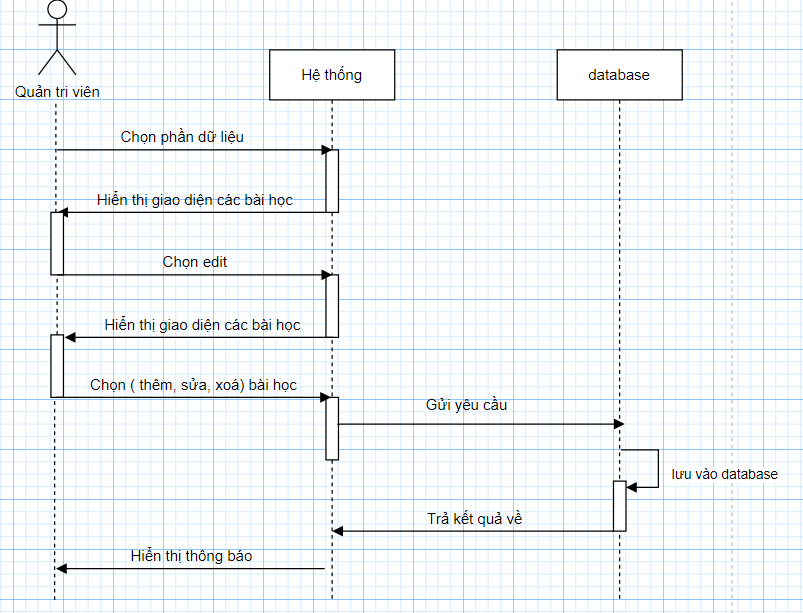 Quản tri viên
Hệ thống
database
Chọn phần dữ liệu
Hiển thị giao diện các bài học
Chọn edit
Hiển thị giao diện các bài học
Chọn ( thêm, sửa, xoá) bài học
Gửi yêu cầu
lưu vào database
Trả kết quả về
Hiển thị thông báo